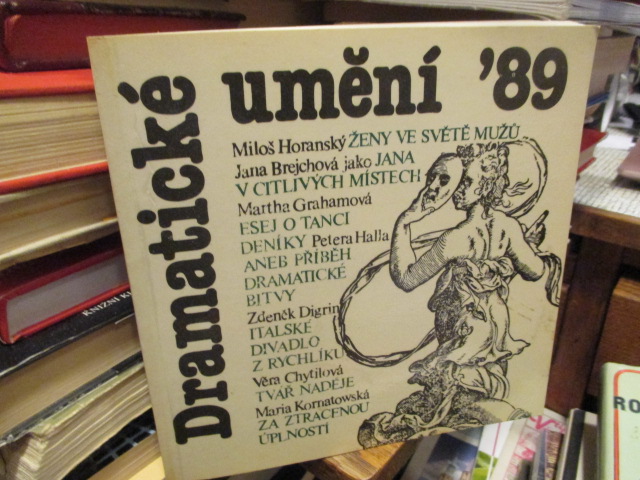 Dramatické
umění '89
Miloš Horanský ŽENY VE SVĚTĚ MUŽŮ
Jana Brejchová jako JANA
V CITLIVÝCH MÍSTECH
Martha Grahamová
ESEJ O TANCI
DENÍKY Petera Halla
ANEB PŘÍBĚH
DRAMATICKÉ
BITVY
Zdeněk Digrin
ITALSKÉ
DIVADLO
Z RYCHLÍKU
Věra Chytilová
TVÁŘ NADĚJE
Maria Kornatowská
ZA ZTRACENOU
ÚPLNOSTÍ
KNIŽNÍ
RO